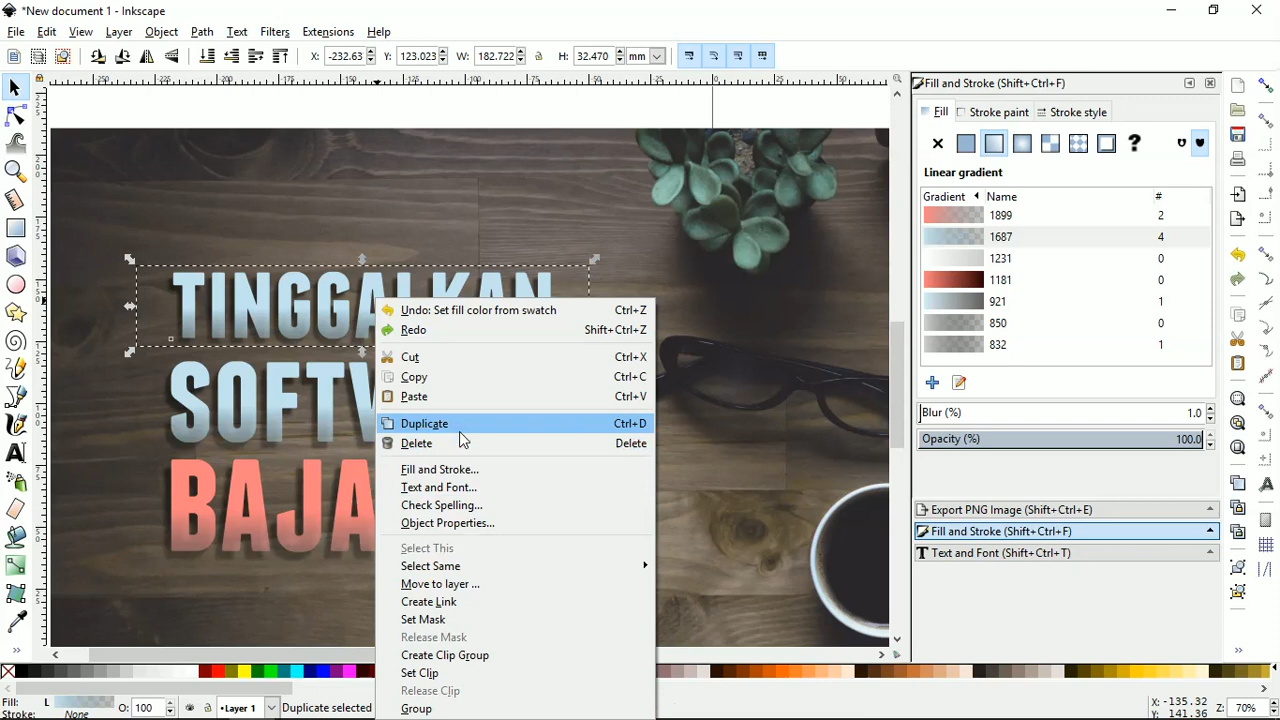 *New document 1 - Inkscape
File Edit View Layer Object Path Text Filters Extensions Help
X: -232.63 Y: 123.023 W: 182.722 H: 32.470 mm
Fill and Stroke (Shift+Ctrl+F)
Fill Stroke paint Stroke style
Linear gradient
Gradient Name #
1899 2
1687 4
1231 0
1181 0
921 1
850 0
832 1
Blur (%) 1.0
Opacity (%) 100.0
Export PNG Image (Shift+Ctrl+E)
Fill and Stroke (Shift+Ctrl+F)
Text and Font (Shift+Ctrl+T)
TINGGALKAN
SOFTW
BAJA
Undo: Set fill color from swatch Ctrl+Z
Redo Shift+Ctrl+Z
Cut Ctrl+X
Copy Ctrl+C
Paste Ctrl+V
Duplicate Ctrl+D
Delete Delete
Fill and Stroke...
Text and Font...
Check Spelling...
Object Properties...
Select This
Select Same
Move to layer ...
Create Link
Set Mask
Release Mask
Create Clip Group
Set Clip
Release Clip
Group
Fill: L
Stroke: None
O: 100
Layer 1
Duplicate selected
X: -135.32
Y: 141.36
Z: 70%